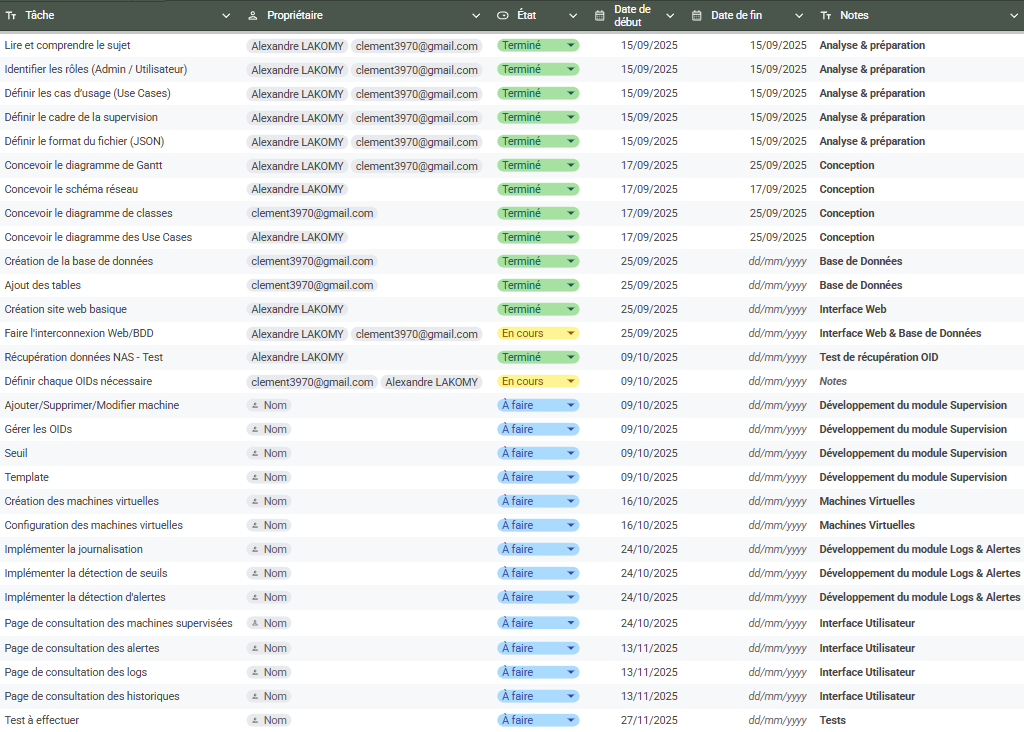 Tâche Propriétaire État Date de début Date de fin Notes
Lire et comprendre le sujet Alexandre LAKOMY clement3970@gmail.com Terminé 15/09/2025 15/09/2025 Analyse & préparation
Identifier les rôles (Admin / Utilisateur) Alexandre LAKOMY clement3970@gmail.com Terminé 15/09/2025 15/09/2025 Analyse & préparation
Définir les cas d'usage (Use Cases) Alexandre LAKOMY clement3970@gmail.com Terminé 15/09/2025 15/09/2025 Analyse & préparation
Définir le cadre de la supervision Alexandre LAKOMY clement3970@gmail.com Terminé 15/09/2025 15/09/2025 Analyse & préparation
Définir le format du fichier (JSON) Alexandre LAKOMY clement3970@gmail.com Terminé 15/09/2025 15/09/2025 Analyse & préparation
Concevoir le diagramme de Gantt Alexandre LAKOMY clement3970@gmail.com Terminé 17/09/2025 25/09/2025 Conception
Concevoir le schéma réseau Alexandre LAKOMY Terminé 17/09/2025 17/09/2025 Conception
Concevoir le diagramme de classes clement3970@gmail.com Terminé 17/09/2025 25/09/2025 Conception
Concevoir le diagramme des Use Cases Alexandre LAKOMY Terminé 17/09/2025 25/09/2025 Conception
Création de la base de données clement3970@gmail.com Terminé 25/09/2025 dd/mm/yyyy Base de Données
Ajout des tables clement3970@gmail.com Terminé 25/09/2025 dd/mm/yyyy Base de Données
Création site web basique Alexandre LAKOMY Terminé 25/09/2025 dd/mm/yyyy Interface Web
Faire l'interconnexion Web/BDD Alexandre LAKOMY clement3970@gmail.com En cours 25/09/2025 dd/mm/yyyy Interface Web & Base de Données
Récupération données NAS - Test Alexandre LAKOMY Terminé 09/10/2025 dd/mm/yyyy Test de récupération OID
Définir chaque OIDs nécessaire clement3970@gmail.com Alexandre LAKOMY En cours 09/10/2025 dd/mm/yyyy Notes
Ajouter/Supprimer/Modifier machine Nom À faire 09/10/2025 dd/mm/yyyy Développement du module Supervision
Gérer les OIDs Nom À faire 09/10/2025 dd/mm/yyyy Développement du module Supervision
Seuil Nom À faire 09/10/2025 dd/mm/yyyy Développement du module Supervision
Template Nom À faire 09/10/2025 dd/mm/yyyy Développement du module Supervision
Création des machines virtuelles Nom À faire 16/10/2025 dd/mm/yyyy Machines Virtuelles
Configuration des machines virtuelles Nom À faire 16/10/2025 dd/mm/yyyy Machines Virtuelles
Implémenter la journalisation Nom À faire 24/10/2025 dd/mm/yyyy Développement du module Logs & Alertes
Implémenter la détection de seuils Nom À faire 24/10/2025 dd/mm/yyyy Développement du module Logs & Alertes
Implémenter la détection d'alertes Nom À faire 24/10/2025 dd/mm/yyyy Développement du module Logs & Alertes
Page de consultation des machines supervisées Nom À faire 24/10/2025 dd/mm/yyyy Interface Utilisateur
Page de consultation des alertes Nom À faire 13/11/2025 dd/mm/yyyy Interface Utilisateur
Page de consultation des logs Nom À faire 13/11/2025 dd/mm/yyyy Interface Utilisateur
Page de consultation des historiques Nom À faire 13/11/2025 dd/mm/yyyy Interface Utilisateur
Test à effectuer Nom À faire 27/11/2025 dd/mm/yyyy Tests